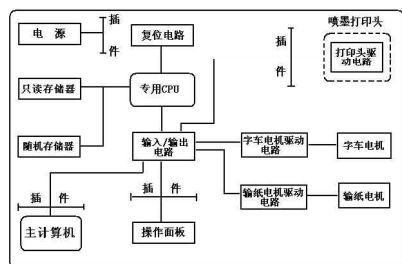 喷墨打印头
电 源
插
件
复位电路
插
件
打印头驱
动电路
只读存储器
专用CPU
随机存储器
输入/输出
电路
字车电机驱动
电路
字车电机
插 件
插 件
输纸电机驱动
电路
输纸电机
主计算机
操作面板